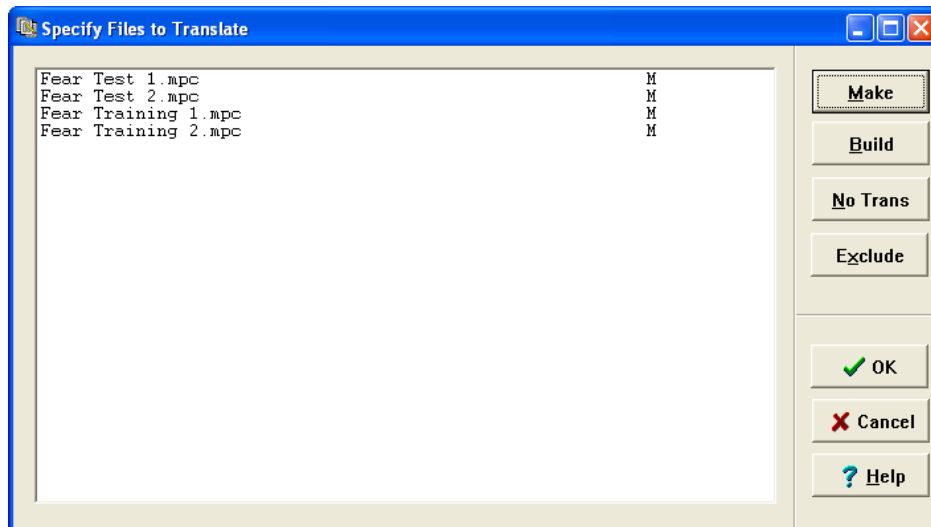 Specify Files to Translate
Fear Test 1.mpc M
Fear Test 2.mpc M
Fear Training 1.mpc M
Fear Training 2.mpc M
Make
Build
No Trans
Exclude
OK
Cancel
? Help